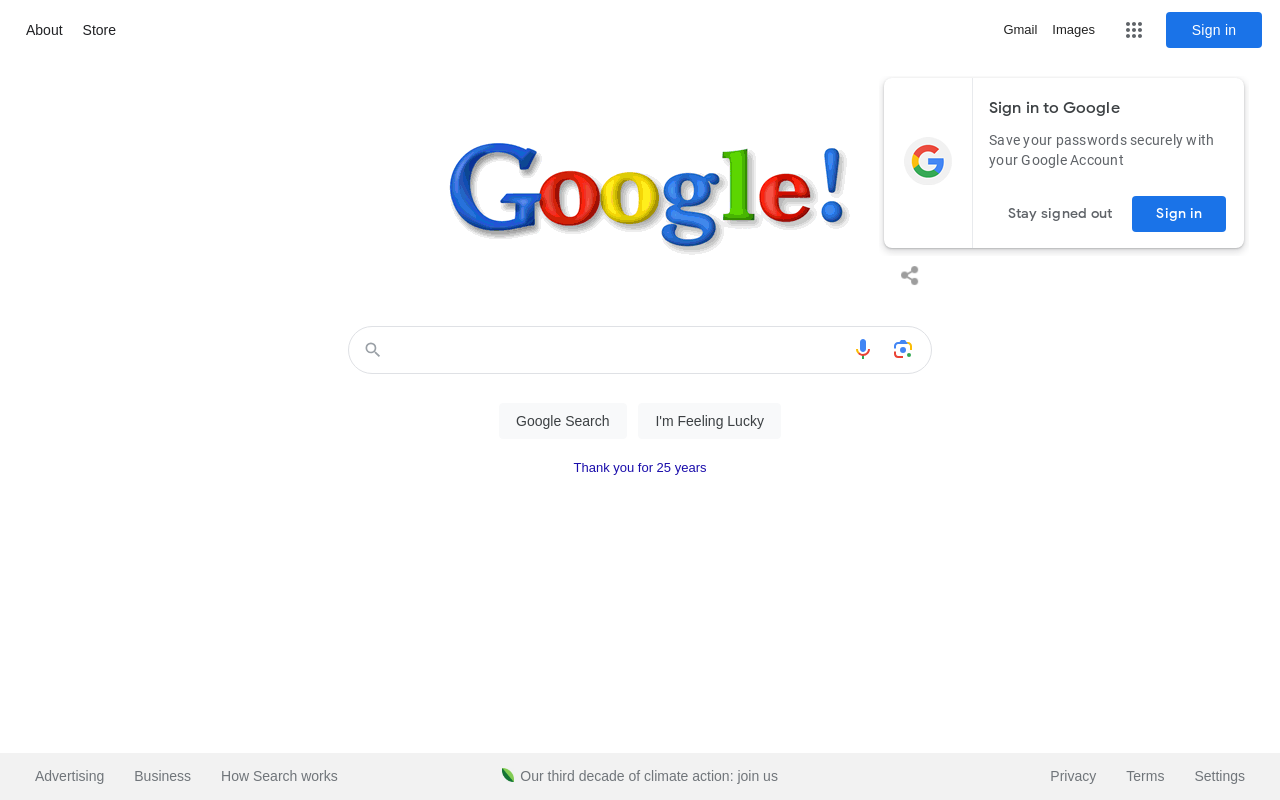 About Store
Gmail Images
Sign in
Google!
Sign in to Google
Save your passwords securely with
your Google Account
Stay signed out
Sign in
Google Search
I'm Feeling Lucky
Thank you for 25 years
Advertising Business How Search works
Our third decade of climate action: join us
Privacy Terms Settings